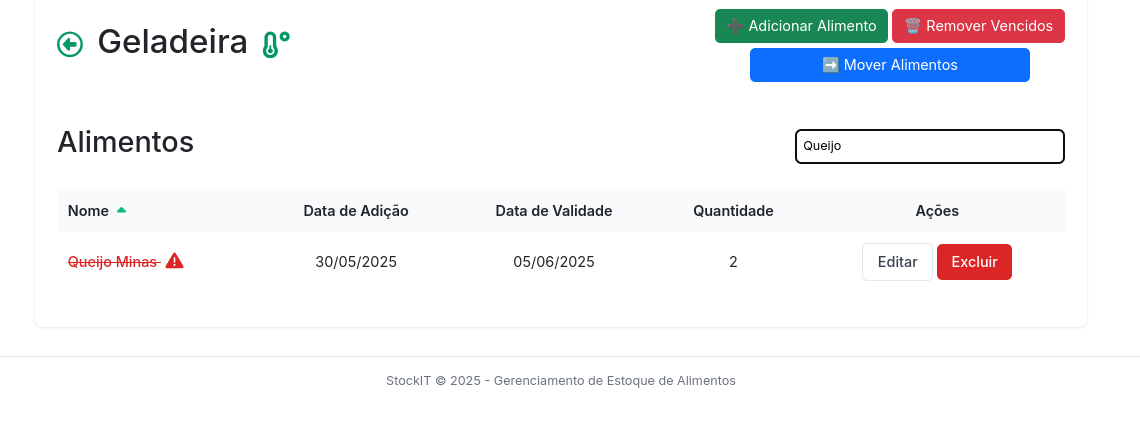 Geladeira
➕ Adicionar Alimento
🗑️ Remover Vencidos
➡️ Mover Alimentos
Alimentos
Queijo
Nome Data de Adição Data de Validade Quantidade Ações
Queijo Minas 30/05/2025 05/06/2025 2 Editar Excluir
StockIT © 2025 - Gerenciamento de Estoque de Alimentos